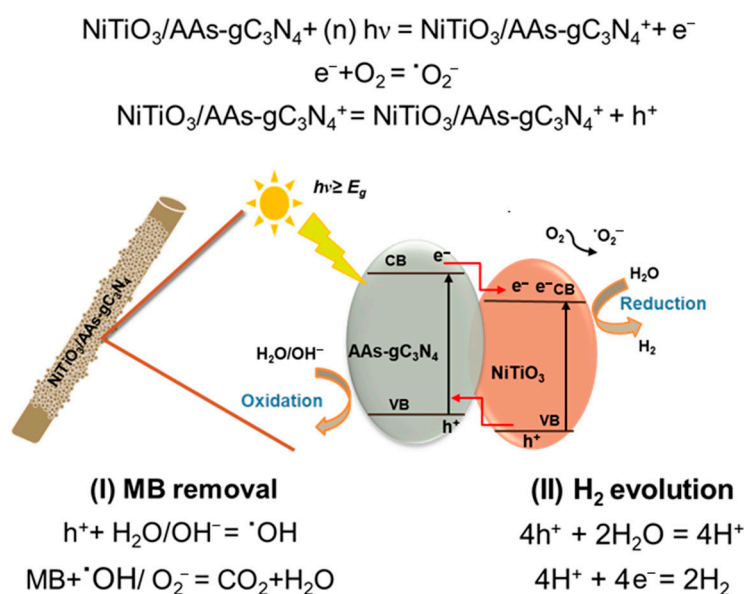 NiTiO₃/AAs-gC₃N₄+ (n) hν = NiTiO₃/AAs-gC₃N₄⁺+ e⁻
e⁻+O₂ = ˙O₂⁻
NiTiO₃/AAs-gC₃N₄⁺= NiTiO₃/AAs-gC₃N₄⁺ + h⁺
hν≥ E_g
NiTiO₃/AAs-gC₃N₄
CB e⁻
O₂ ˙O₂⁻
e⁻ e⁻ CB
H₂O
Reduction
H₂
H₂O/OH⁻
AAs-gC₃N₄
NiTiO₃
Oxidation
VB
h⁺
VB
h⁺
(I) MB removal
h⁺+ H₂O/OH⁻= ˙OH
MB+˙OH/ O₂⁻ = CO₂+H₂O
(II) H₂ evolution
4h⁺ + 2H₂O = 4H⁺
4H⁺ + 4e⁻= 2H₂